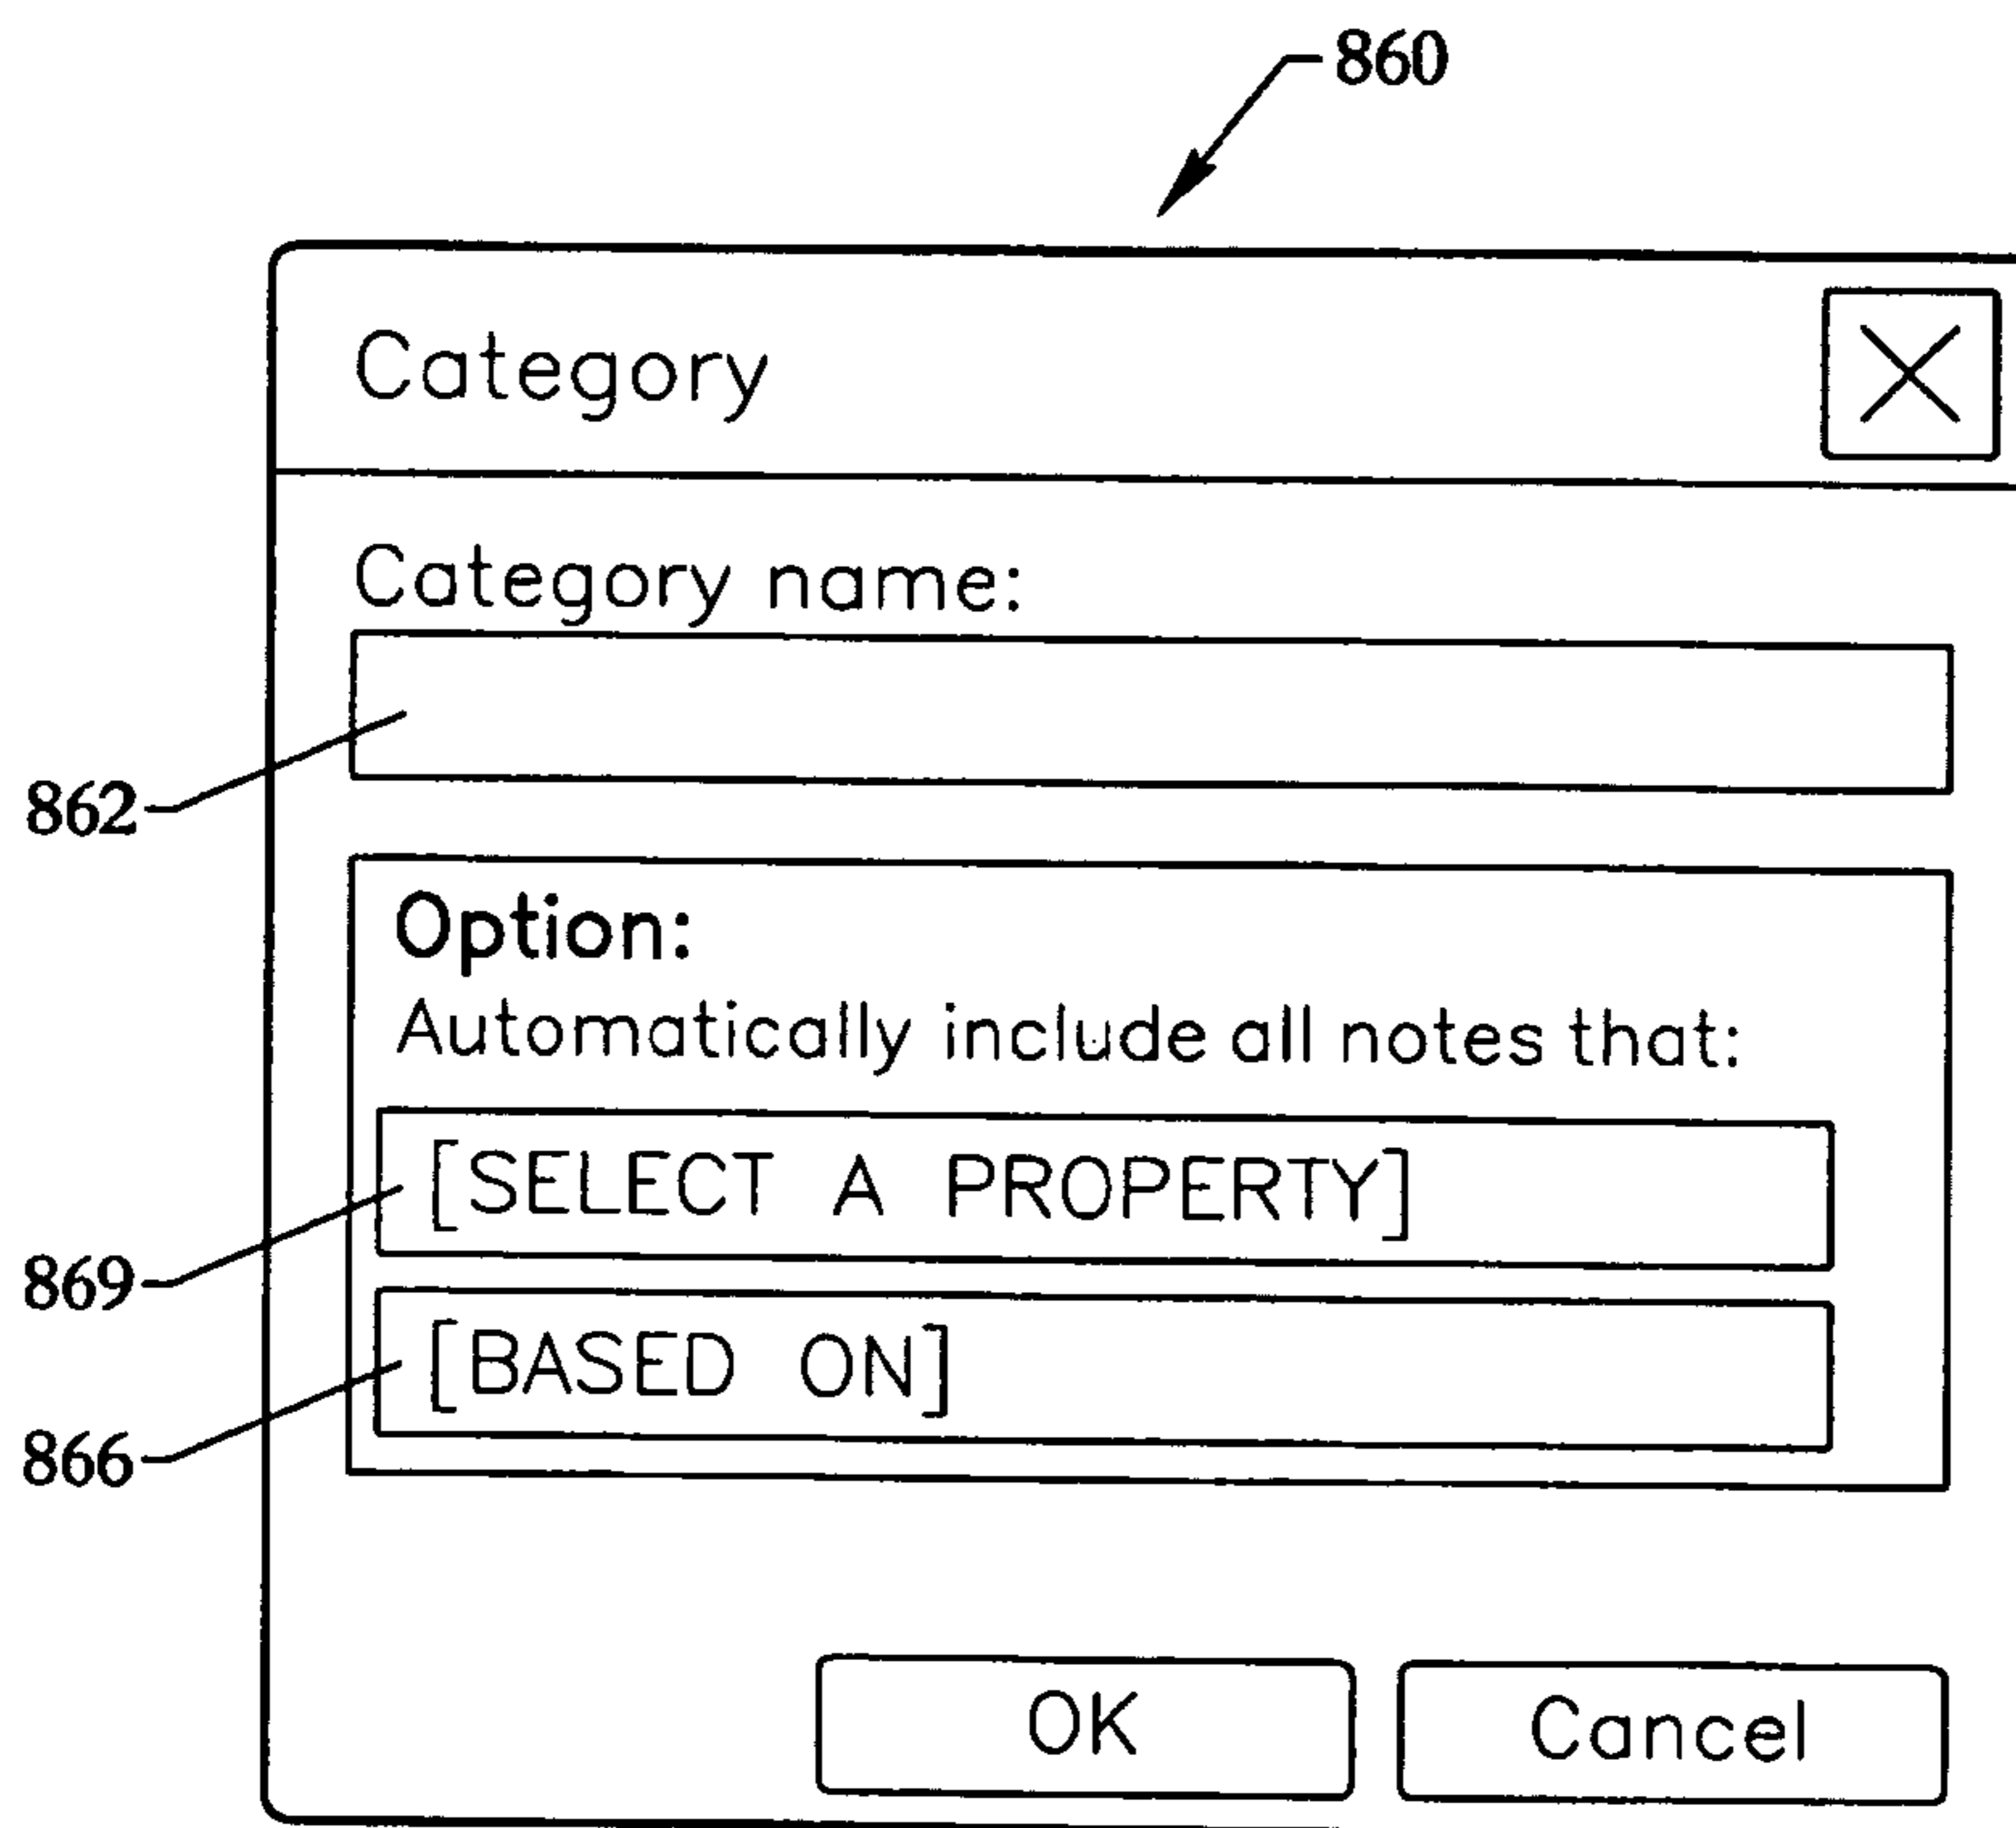 860
Category
Category name:
862
Option:
Automatically include all notes that:
[SELECT A PROPERTY]
869
[BASED ON]
866
OK
Cancel